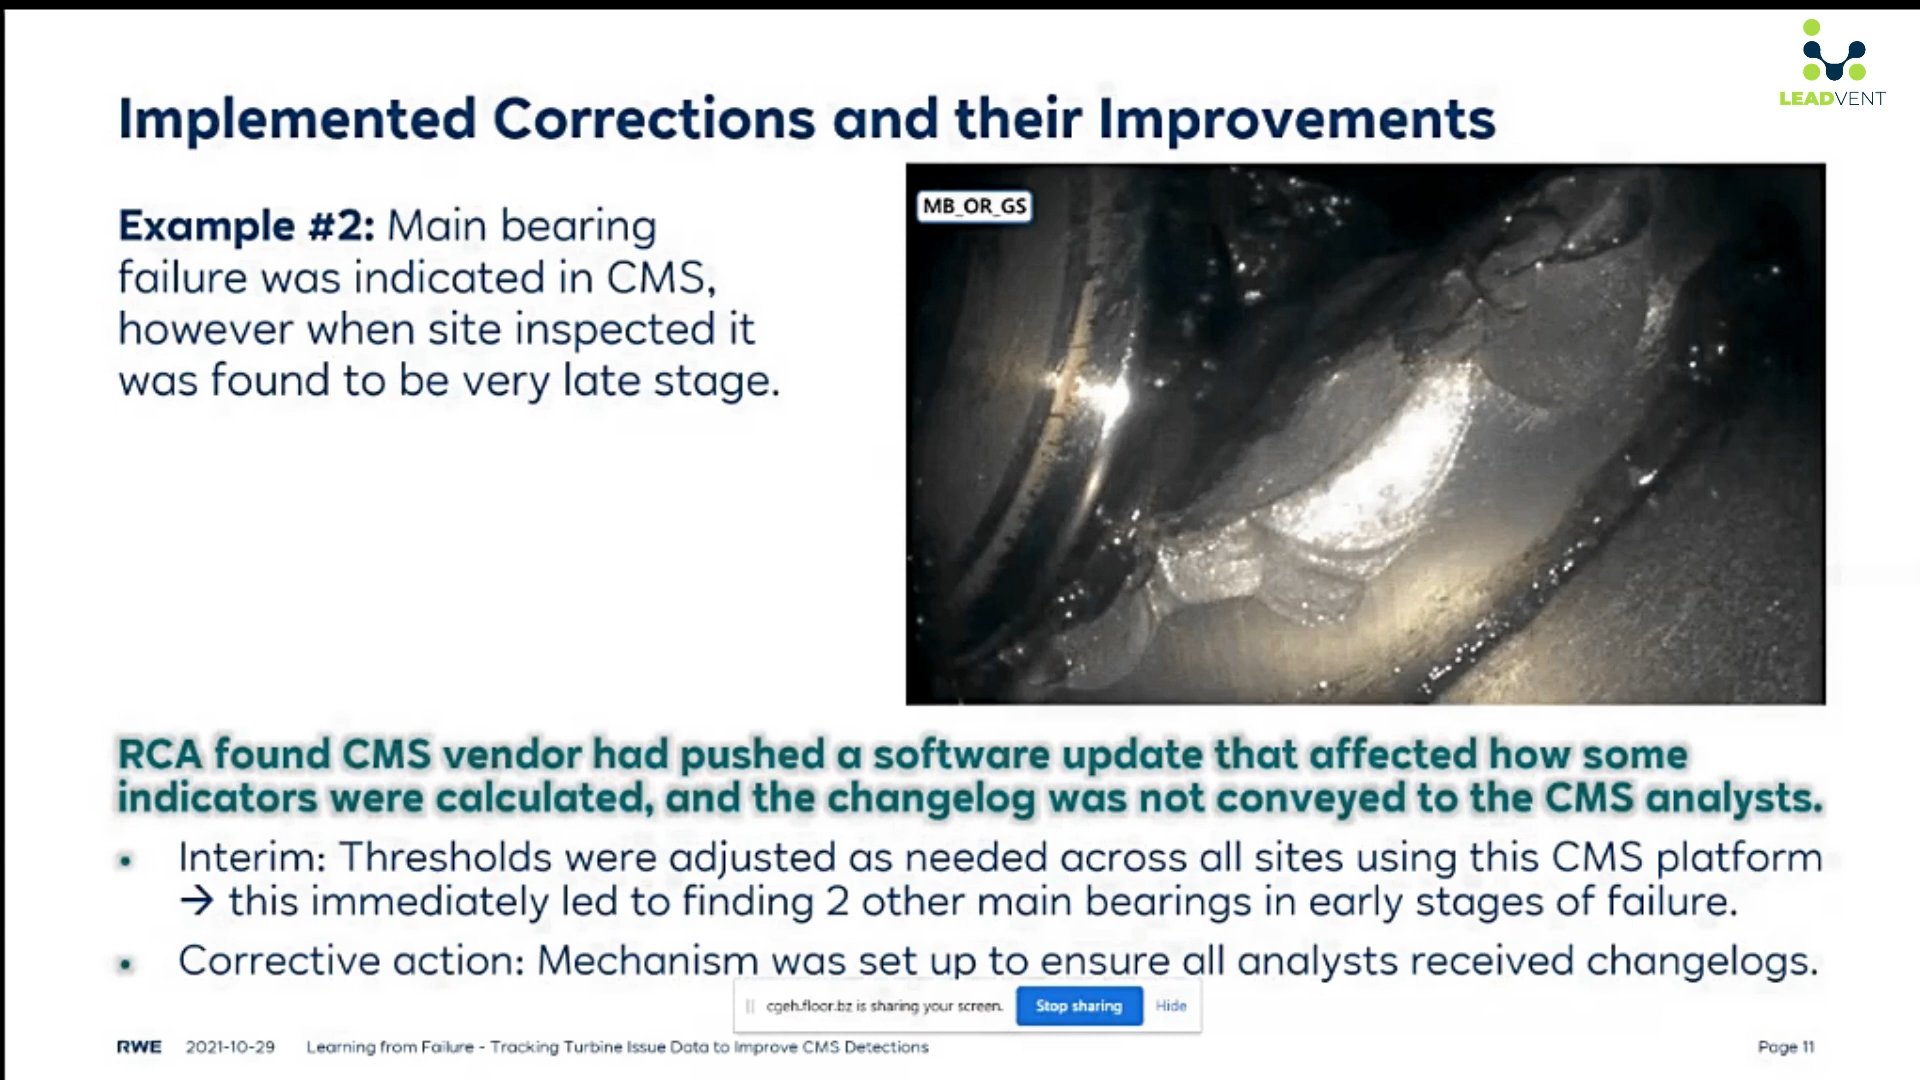 LEADVENT
Implemented Corrections and their Improvements
Example #2: Main bearing
failure was indicated in CMS,
however when site inspected it
was found to be very late stage.
MB_OR_GS
RCA found CMS vendor had pushed a software update that affected how some
indicators were calculated, and the changelog was not conveyed to the CMS analysts.
• Interim: Thresholds were adjusted as needed across all sites using this CMS platform
→ this immediately led to finding 2 other main bearings in early stages of failure.
• Corrective action: Mechanism was set up to ensure all analysts received changelogs.
cgeh.floor.bz is sharing your screen. Stop sharing Hide
RWE 2021-10-29 Learning from Failure - Tracking Turbine Issue Data to Improve CMS Detections Page 11